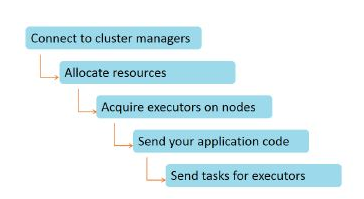 Connect to cluster managers
Allocate resources
Acquire executors on nodes
Send your application code
Send tasks for executors